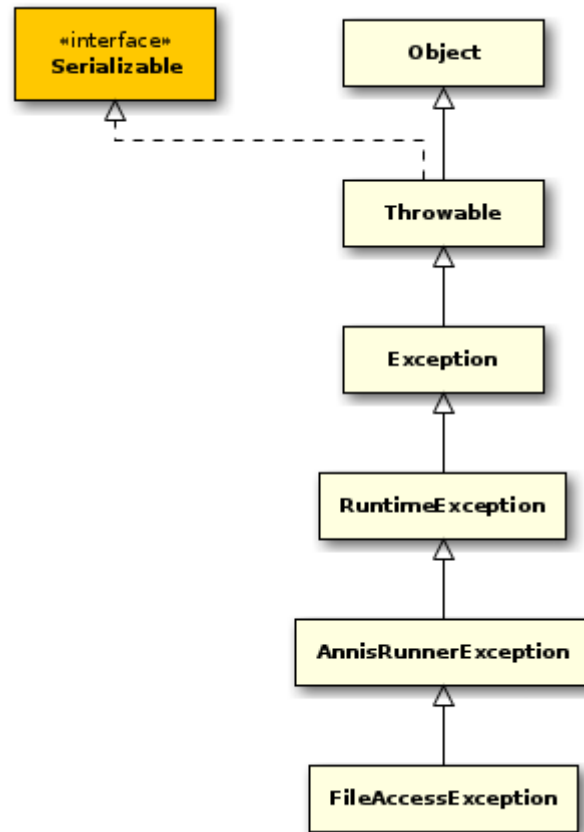 «interface»
Serializable
Object
Throwable
Exception
RuntimeException
AnnisRunnerException
FileAccessException